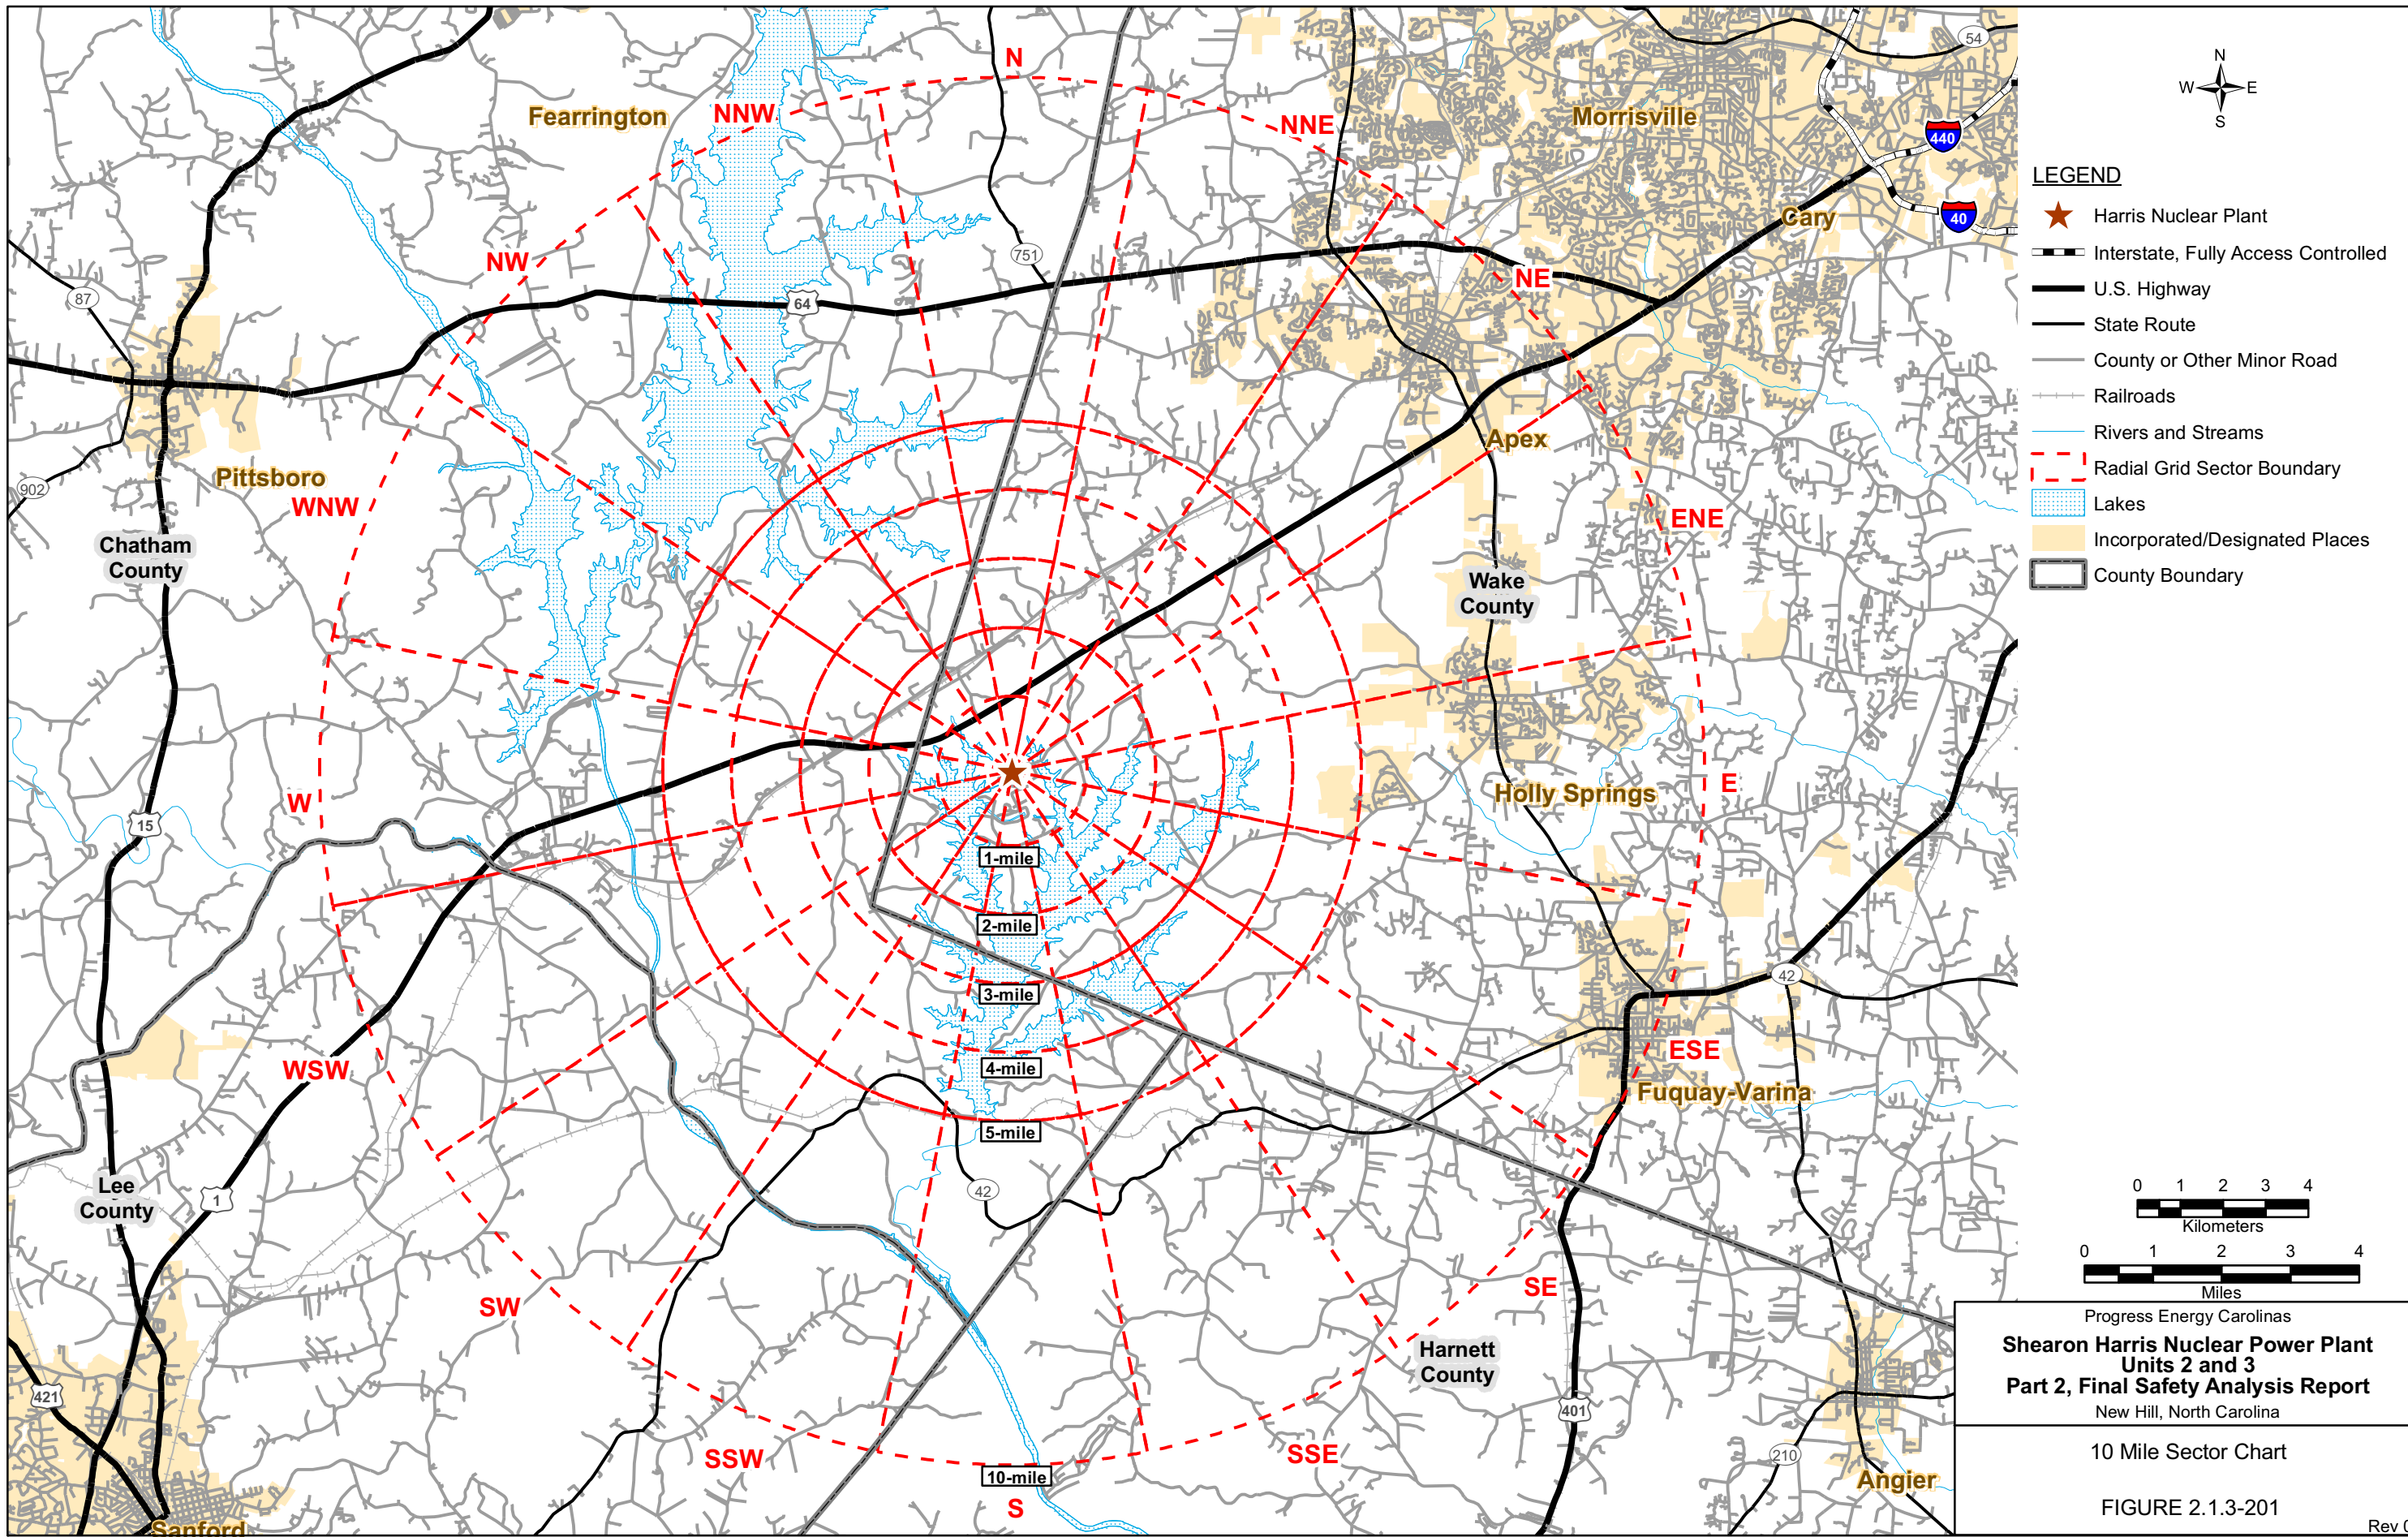 N
54
Fearrington
NNW
NNE
Morrisville
440
Cary
40
751
NW
NE
87
64
Apex
Pittsboro
902
WNW
ENE
Chatham
County
Wake
County
W
E
Holly Springs
15
1-mile
2-mile
42
3-mile
ESE
4-mile
WSW
Fuquay-Varina
5-mile
Lee
County
1
42
SE
SW
Harnett
County
421
401
SSW
SSE
10-mile
210
S
Angier
Sanford
N
W
E
S
LEGEND
Harris Nuclear Plant
Interstate, Fully Access Controlled
U.S. Highway
State Route
County or Other Minor Road
Railroads
Rivers and Streams
Radial Grid Sector Boundary
Lakes
Incorporated/Designated Places
County Boundary
0 1 2 3 4
Kilometers
0 1 2 3 4
Miles
Progress Energy Carolinas
Shearon Harris Nuclear Power Plant
Units 2 and 3
Part 2, Final Safety Analysis Report
New Hill, North Carolina
10 Mile Sector Chart
FIGURE 2.1.3-201
Rev